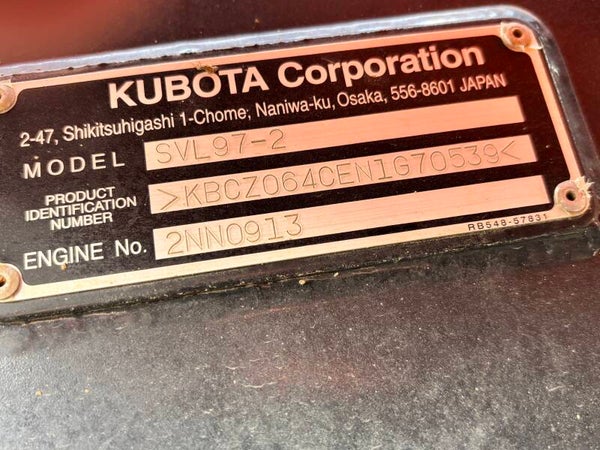 KUBOTA Corporation
2-47, Shikitsuhigashi 1-Chome, Naniwa-ku, Osaka, 556-8601 JAPAN
MODEL SVL97-2
PRODUCT IDENTIFICATION NUMBER >KBCZ064CEN1G70539<
ENGINE No. 2NN0913
RB548-57831